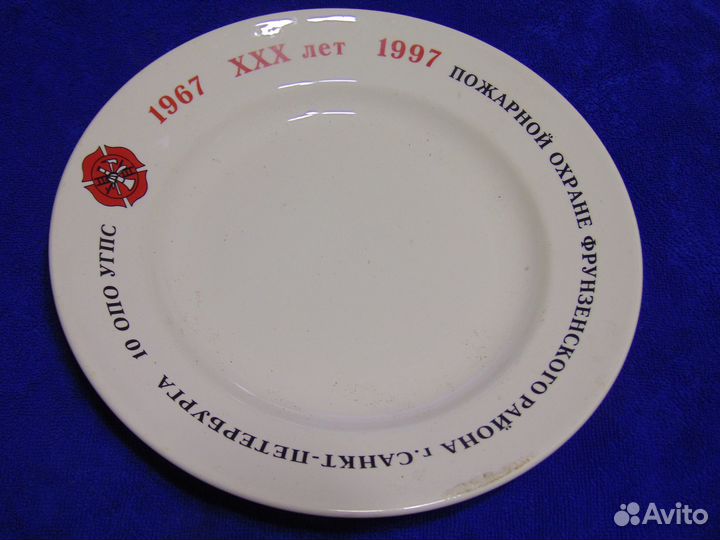 1967 XXX лет 1997
ПОЖАРНОЙ ОХРАНЕ ФРУНЗЕНСКОГО РАЙОНА г.САНКТ-ПЕТЕРБУРГА
10 ОПО УГПС
Avito